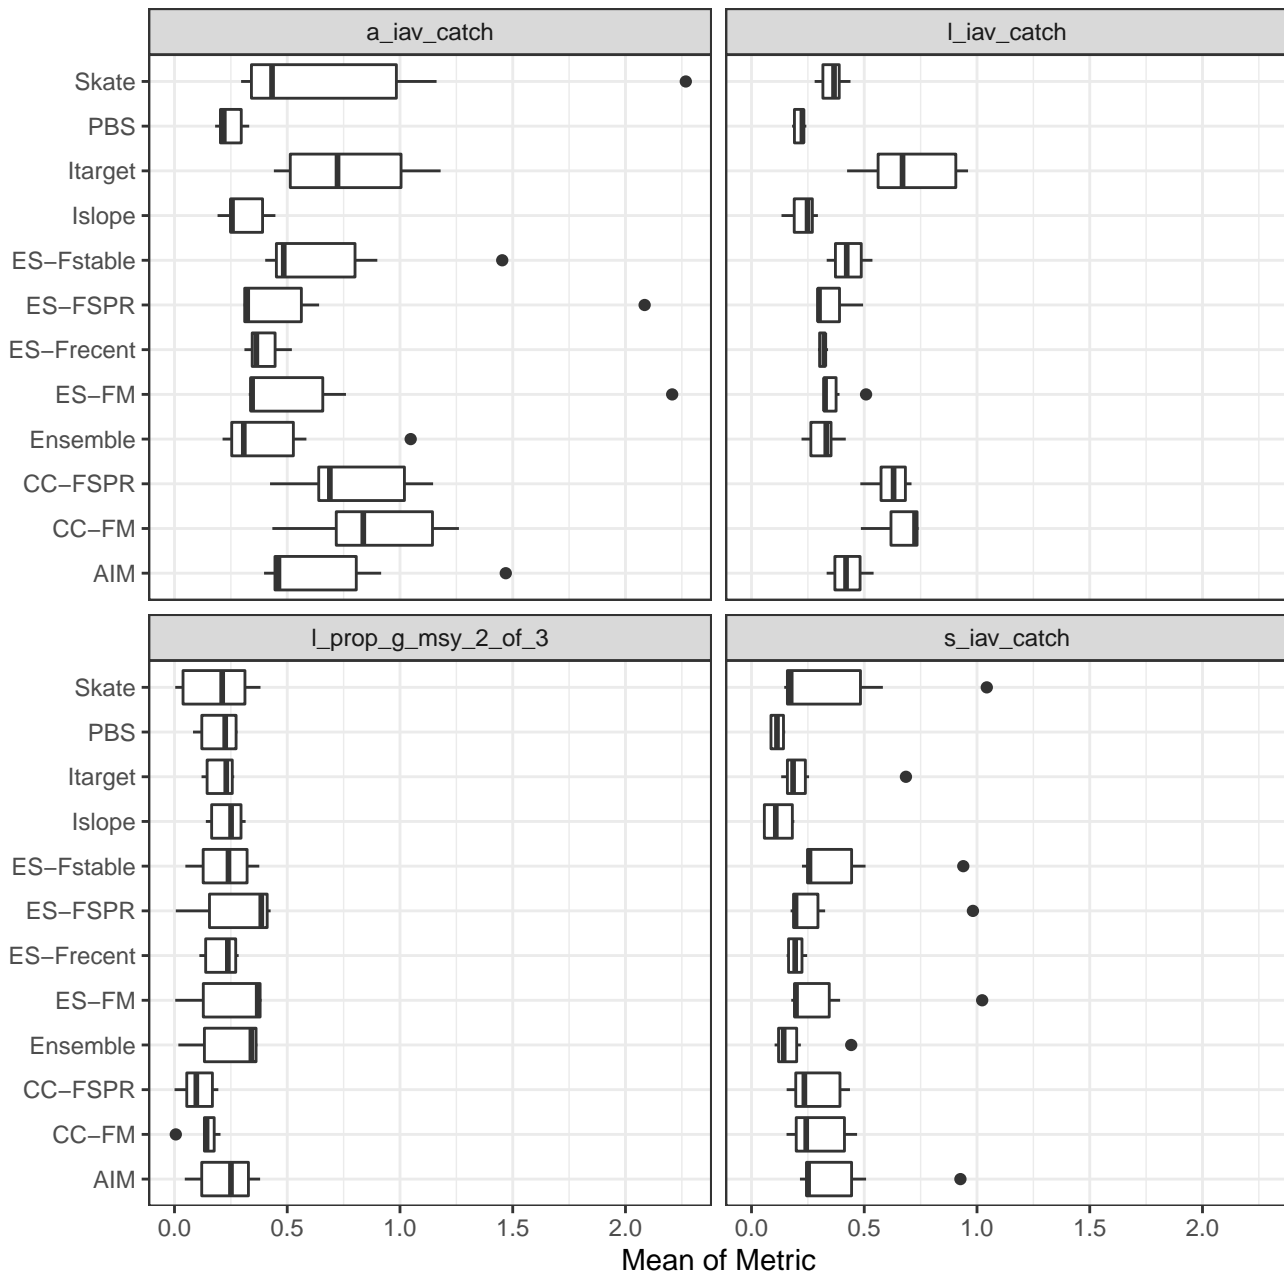 a_iav_catch
l_iav_catch
Skate
PBS
Itarget
Islope
ES−Fstable
ES−FSPR
ES−Frecent
ES−FM
Ensemble
CC−FSPR
CC−FM
AIM
l_prop_g_msy_2_of_3
s_iav_catch
Skate
PBS
Itarget
Islope
ES−Fstable
ES−FSPR
ES−Frecent
ES−FM
Ensemble
CC−FSPR
CC−FM
AIM
0.0 0.5 1.0 1.5 2.0
0.0 0.5 1.0 1.5 2.0
Mean of Metric